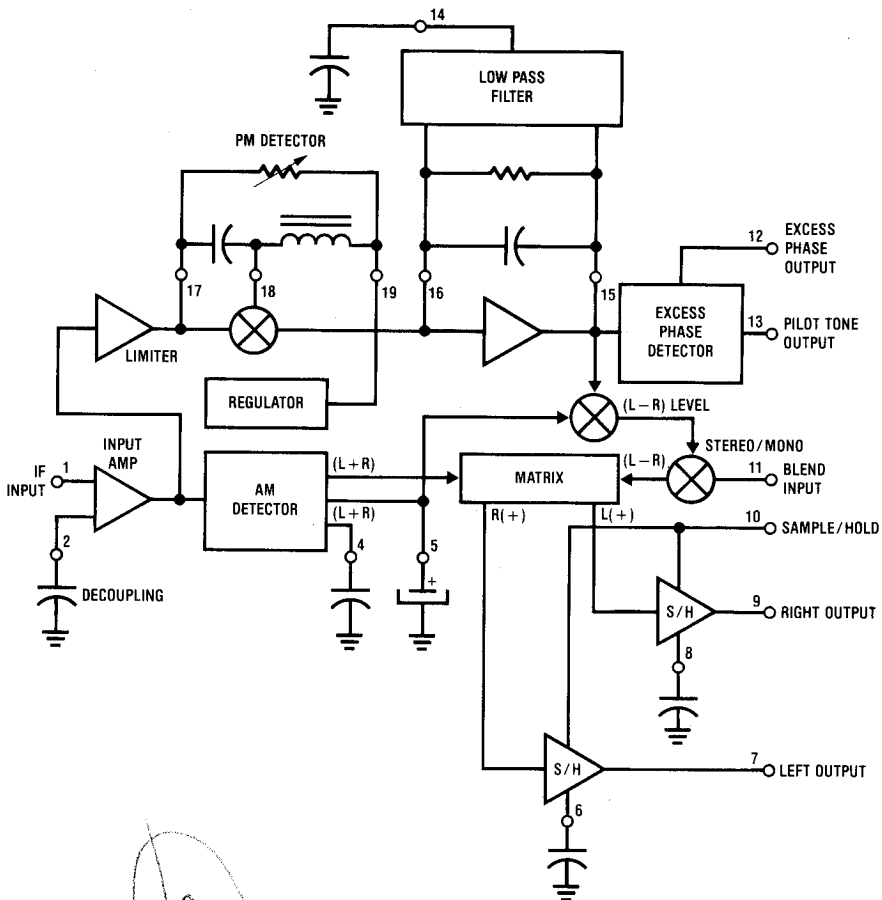 14
LOW PASS
FILTER
PM DETECTOR
12
EXCESS
PHASE
OUTPUT
17
18
19
16
15
LIMITER
EXCESS
PHASE
DETECTOR
13
PILOT TONE
OUTPUT
REGULATOR
(L−R) LEVEL
STEREO/MONO
INPUT
AMP
IF
INPUT
1
AM
DETECTOR
(L+R)
(L+R)
MATRIX
(L−R)
11
BLEND
INPUT
R(+)
L(+)
10
SAMPLE/HOLD
2
DECOUPLING
4
5
+
S/H
9
RIGHT OUTPUT
8
S/H
7
LEFT OUTPUT
6